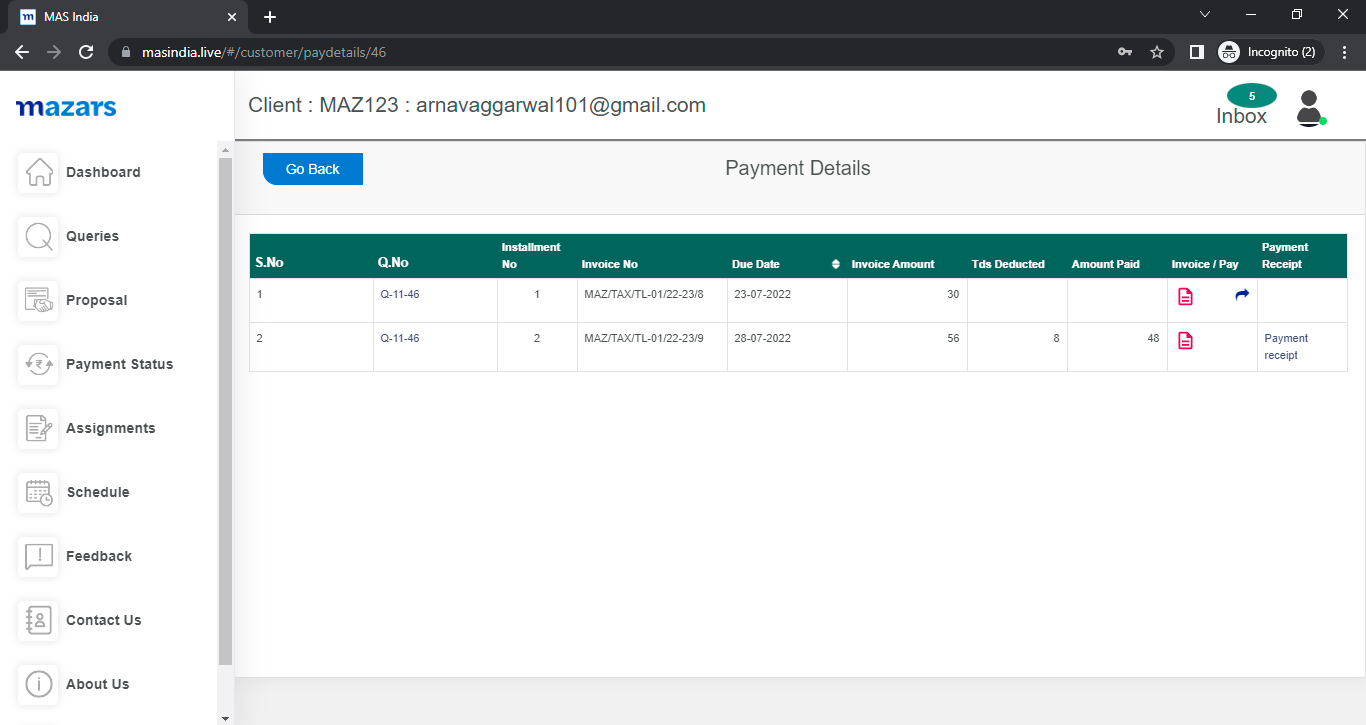 m MAS India
masindia.live/#/customer/paydetails/46
Incognito (2)
mazars
Client : MAZ123 : arnavaggarwal101@gmail.com
5
Inbox
Dashboard
Queries
Proposal
Payment Status
Assignments
Schedule
Feedback
Contact Us
About Us
Go Back
Payment Details
S.No Q.No Installment No Invoice No Due Date Invoice Amount Tds Deducted Amount Paid Invoice / Pay Payment Receipt
1 Q-11-46 1 MAZ/TAX/TL-01/22-23/8 23-07-2022 30
2 Q-11-46 2 MAZ/TAX/TL-01/22-23/9 28-07-2022 56 8 48 Payment
receipt